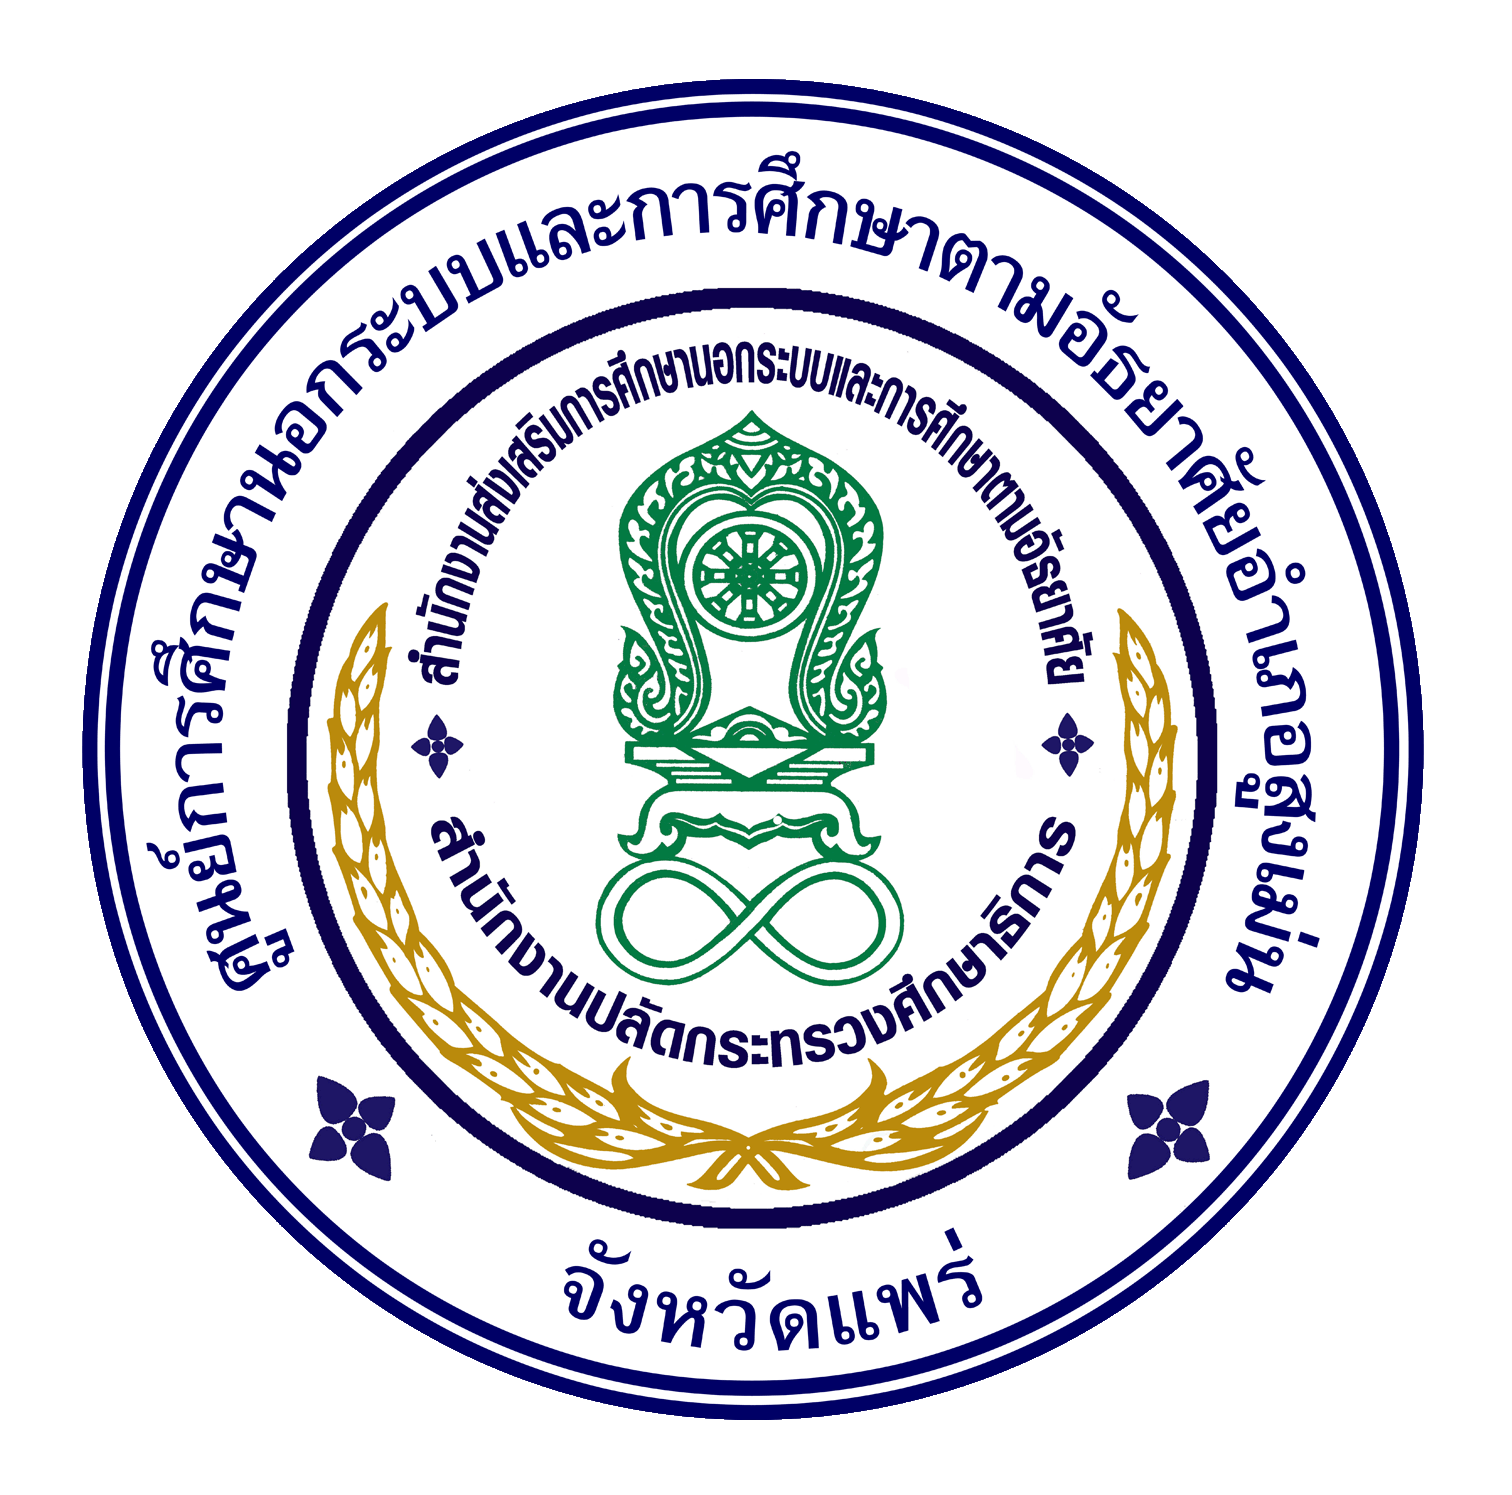 ศูนย์การศึกษานอกระบบและการศึกษาตามอัธยาศัยอำเภอสูงเม่น
สำนักงานส่งเสริมการศึกษานอกระบบและการศึกษาตามอัธยาศัย
สำนักงานปลัดกระทรวงศึกษาธิการ
จังหวัดแพร่